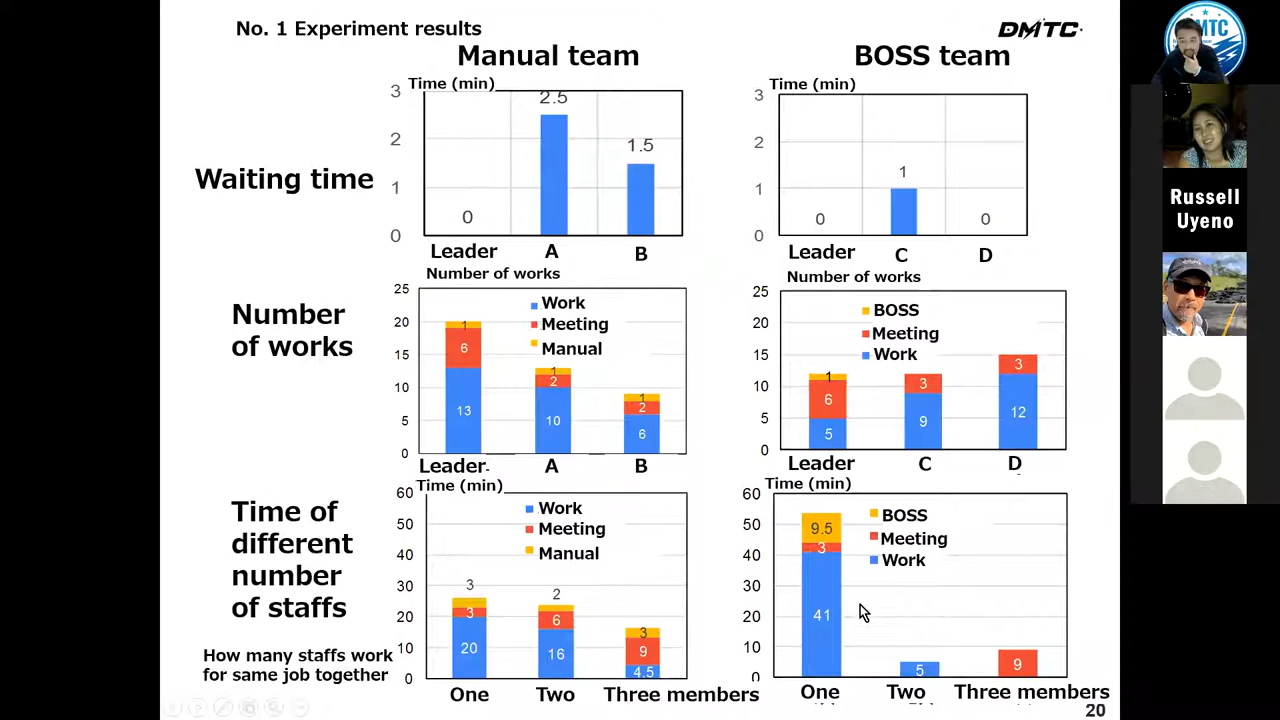 No. 1 Experiment results
DMTC
Manual team
BOSS team
MTC
Time (min)
3
2
1
0
2.5
1.5
0
Leader
A
B
Time (min)
3
2
1
0
0
1
0
Leader
C
D
Waiting time
Russell
Uyeno
Number
of works
Number of works
25
20
15
10
5
0
Work
Meeting
Manual
1
6
13
1
2
10
1
2
6
Leader
A
B
Number of works
25
20
15
10
5
0
BOSS
Meeting
Work
1
6
5
3
9
3
12
Leader
C
D
Time of
different
number
of staffs
How many staffs work
for same job together
Time (min)
60
50
40
30
20
10
0
Work
Meeting
Manual
3
3
20
2
6
16
3
9
4.5
One
Two
Three members
Time (min)
60
50
40
30
20
10
0
BOSS
Meeting
Work
9.5
3
41
5
9
One
Two
Three members
20